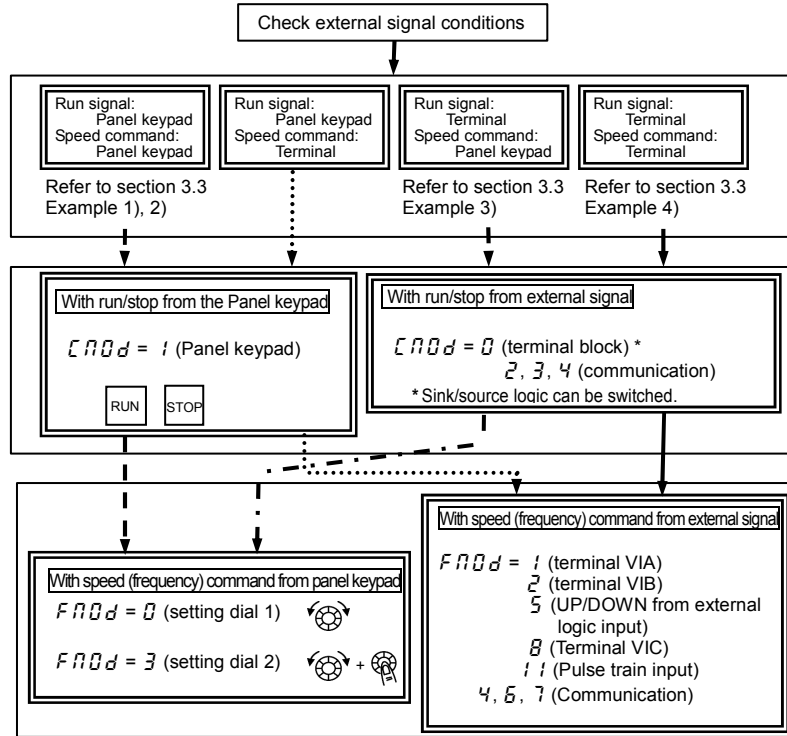 Check external signal conditions
Run signal:
Panel keypad
Speed command:
Panel keypad
Run signal:
Panel keypad
Speed command:
Terminal
Run signal:
Terminal
Speed command:
Panel keypad
Run signal:
Terminal
Speed command:
Terminal
Refer to section 3.3
Example 1), 2)
Refer to section 3.3
Example 3)
Refer to section 3.3
Example 4)
With run/stop from the Panel keypad
CMOd = 1 (Panel keypad)
RUN
STOP
With run/stop from external signal
CMOd = 0 (terminal block) *
2, 3, 4 (communication)
* Sink/source logic can be switched.
With speed (frequency) command from panel keypad
FMOd = 0 (setting dial 1)
FMOd = 3 (setting dial 2)
+
With speed (frequency) command from external signal
FMOd = 1 (terminal VIA)
2 (terminal VIB)
5 (UP/DOWN from external
logic input)
8 (Terminal VIC)
11 (Pulse train input)
4, 6, 7 (Communication)